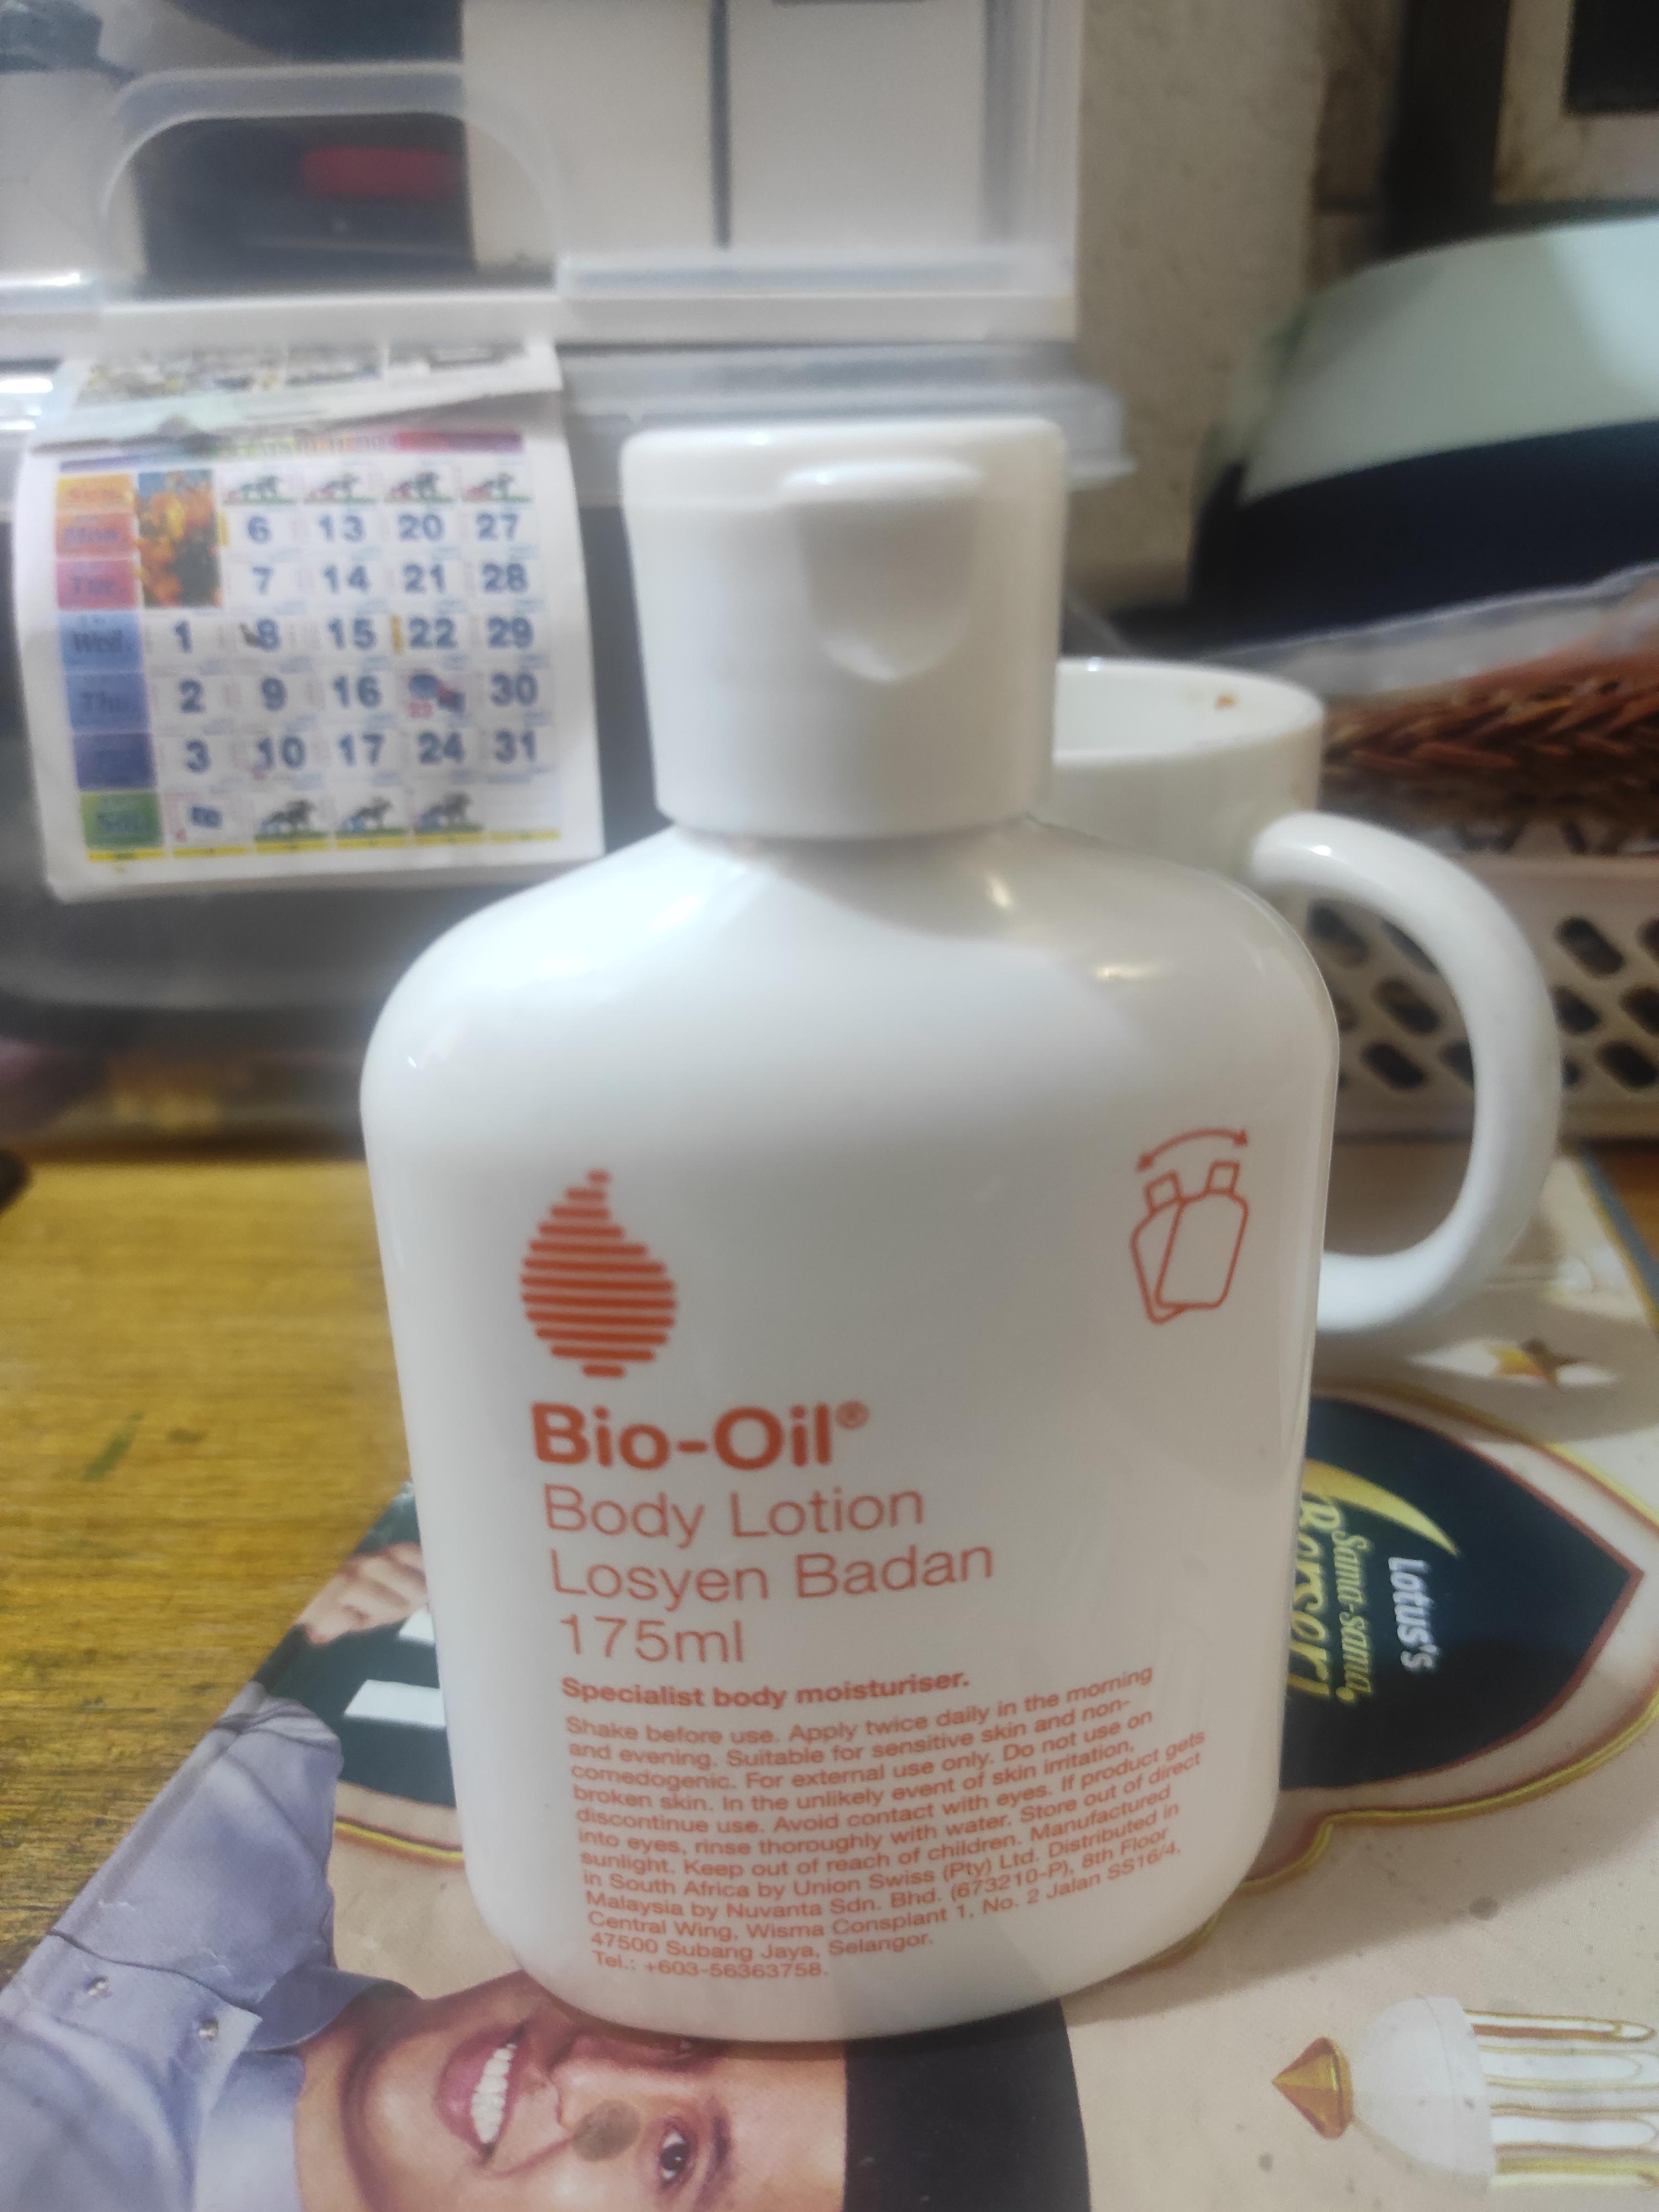 Sun.
Mon.
Tue.
Wed.
Thu.
Sat.
6 13 20 27
7 14 21 28
1 8 15 22 29
2 9 16 23 30
3 10 17 24 31
4
Bio-Oil®
Body Lotion
Losyen Badan
175ml
Specialist body moisturiser.
Shake before use. Apply twice daily in the morning
and evening. Suitable for sensitive skin and non-
comedogenic. For external use only. Do not use on
broken skin. In the unlikely event of skin irritation,
discontinue use. Avoid contact with eyes. If product gets
into eyes, rinse thoroughly with water. Store out of direct
sunlight. Keep out of reach of children. Manufactured
in South Africa by Union Swiss (Pty) Ltd. Distributed in
Malaysia by Nuvanta Sdn. Bhd. (673210-P), 8th Floor
Central Wing, Wisma Consplant 1, No. 2 Jalan SS16/4,
47500 Subang Jaya, Selangor.
Tel.: +603-56363758.
Lotus's
Sama-sama,
Berseri